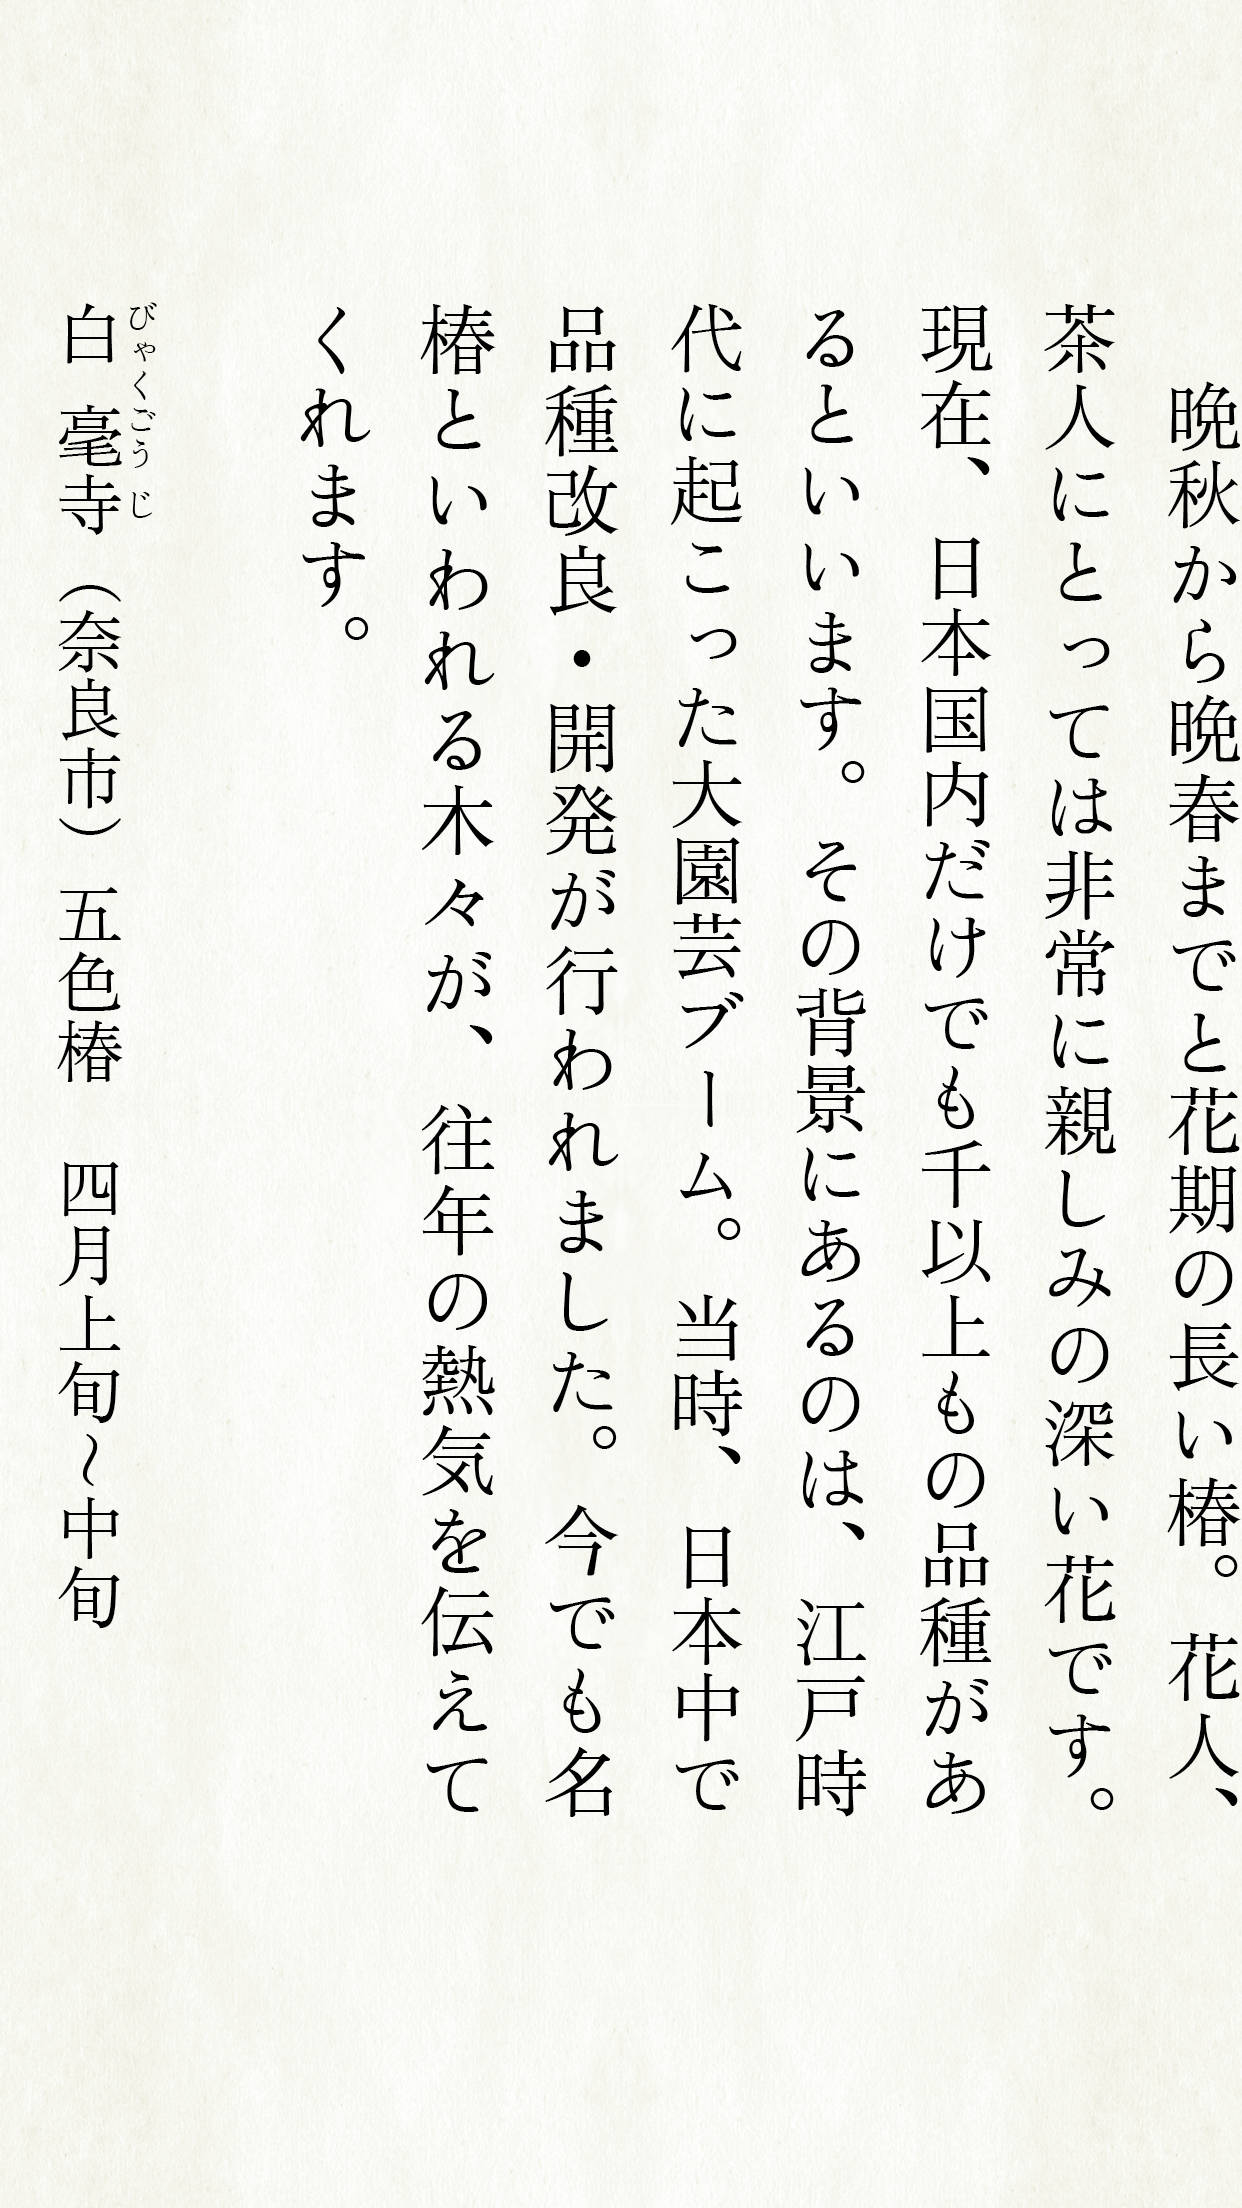 晩秋から晩春までと花期の長い椿。花人、
茶人にとっては非常に親しみの深い花です。
現在、日本国内だけでも千以上もの品種があ
るといいます。その背景にあるのは、江戸時
代に起こった大園芸ブーム。当時、日本中で
品種改良・開発が行われました。今でも名
椿といわれる木々が、往年の熱気を伝えて
くれます。
びゃくごうじ
白毫寺（奈良市）五色椿　四月上旬〜中旬